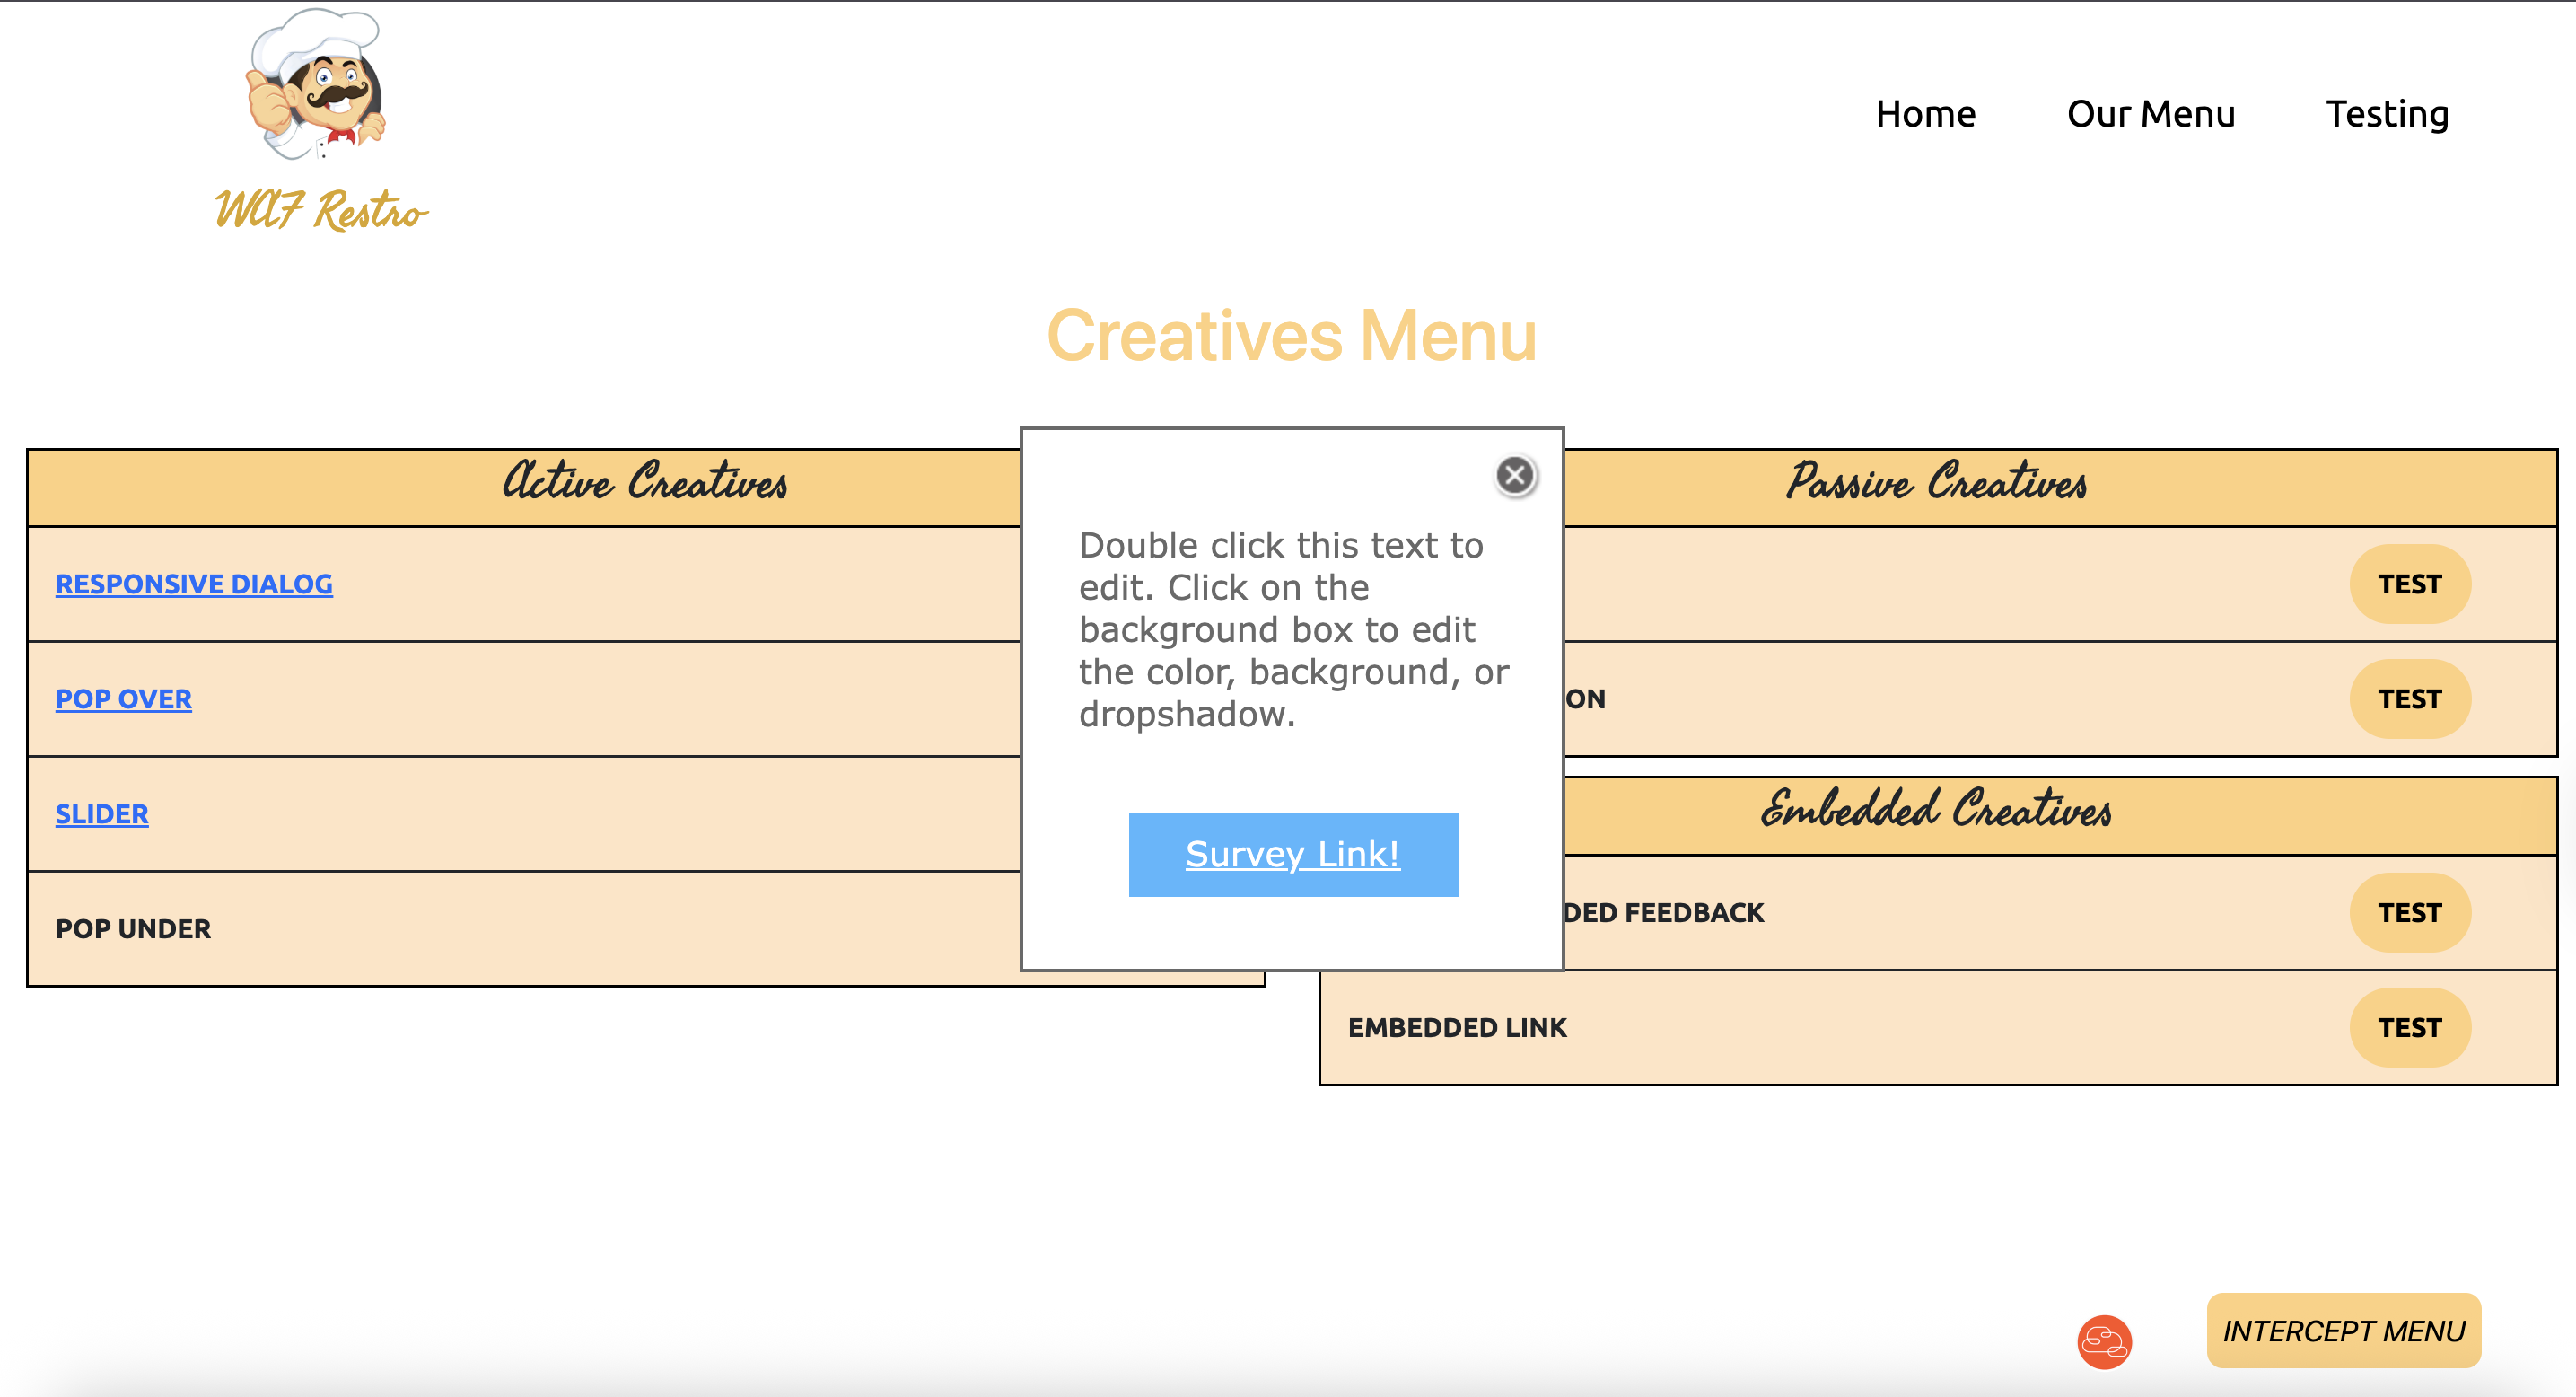 WAF Restro
Home
Our Menu
Testing
Creatives Menu
Active Creatives
RESPONSIVE DIALOG
POP OVER
SLIDER
POP UNDER
Double click this text to
edit. Click on the
background box to edit
the color, background, or
dropshadow.
Survey Link!
Passive Creatives
TEST
ON
TEST
Embedded Creatives
DED FEEDBACK
TEST
EMBEDDED LINK
TEST
INTERCEPT MENU